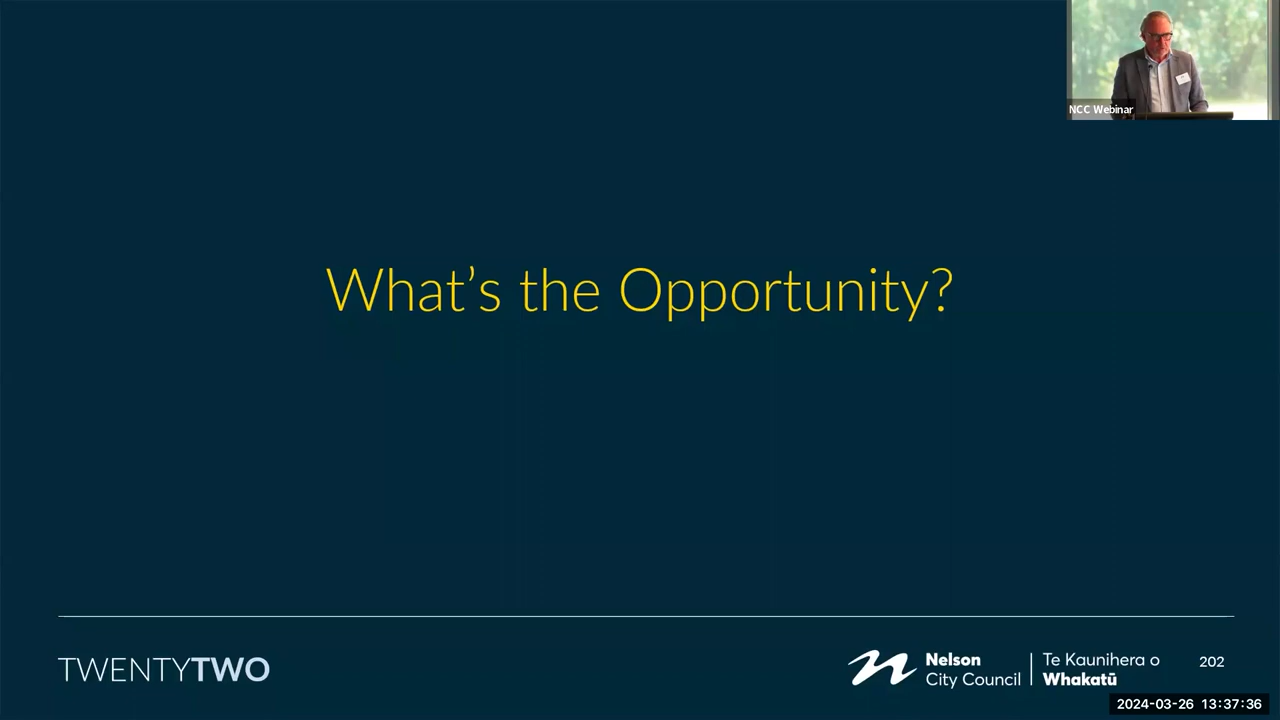 NCC Webinar
What's the Opportunity?
TWENTYTWO
Nelson
City Council
Te Kaunihera o
Whakatū
202
2024-03-26 13:37:36